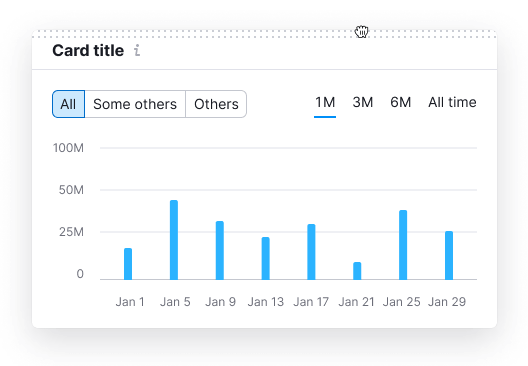 Card title i
All Some others Others
1M 3M 6M All time
100M
50M
25M
0
Jan 1 Jan 5 Jan 9 Jan 13 Jan 17 Jan 21 Jan 25 Jan 29